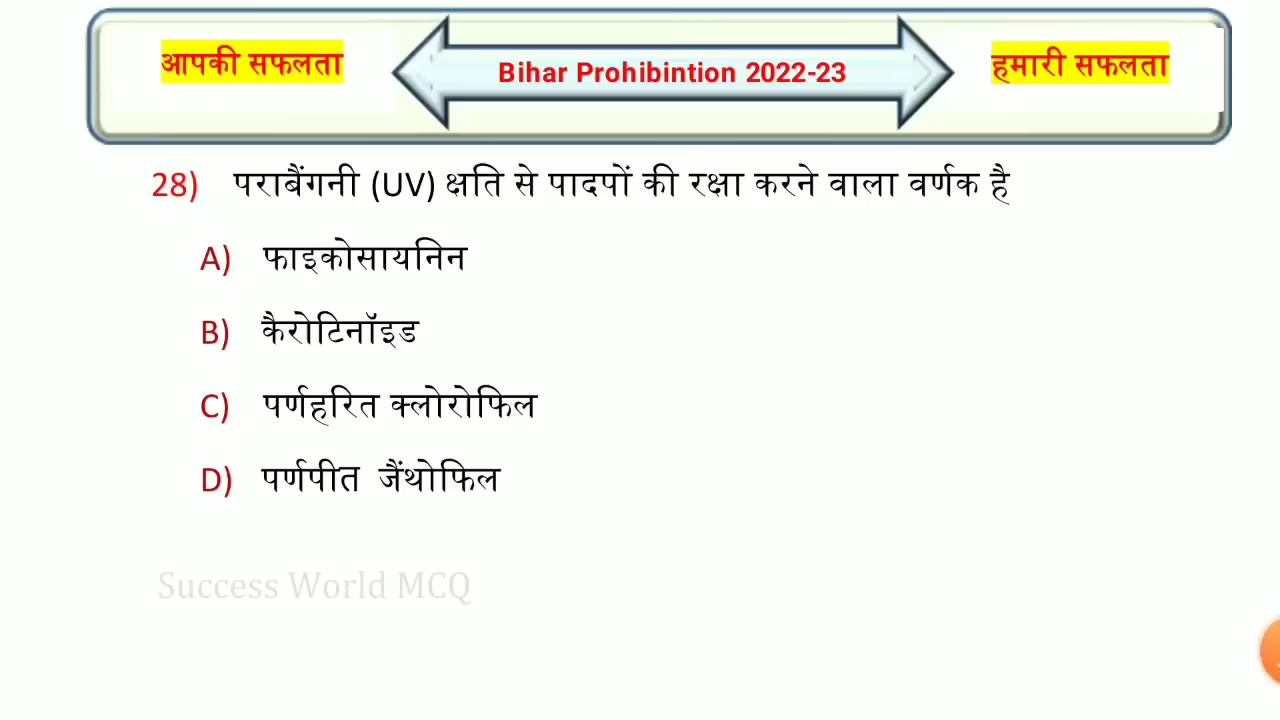 आपकी सफलता
Bihar Prohibintion 2022-23
हमारी सफलता
28) पराबैंगनी (UV) क्षति से पादपों की रक्षा करने वाला वर्णक है
A) फाइकोसायनिन
B) कैरोटिनॉइड
C) पर्णहरित क्लोरोफिल
D) पर्णपीत जैंथोफिल
Success World MCQ